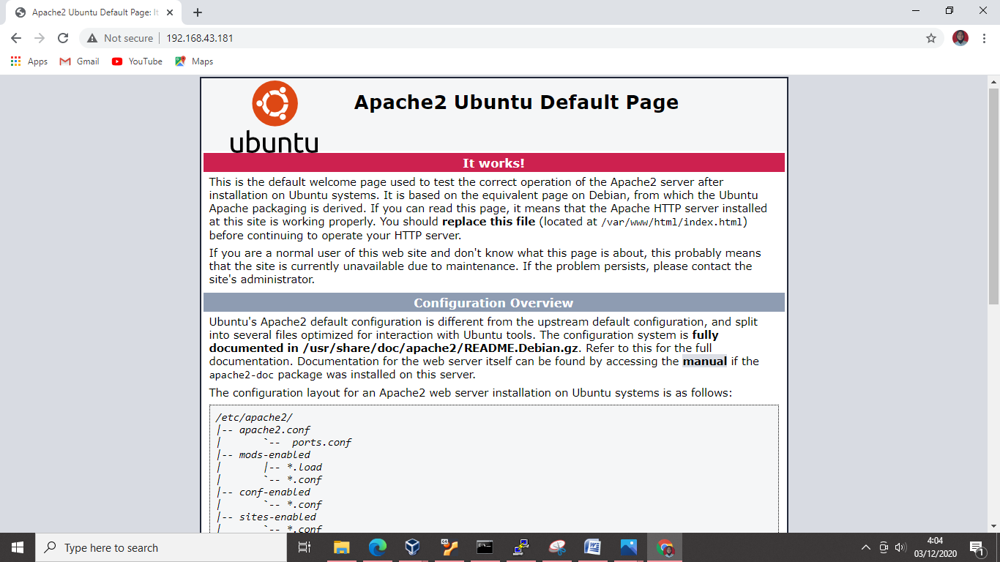 Apache2 Ubuntu Default Page: It
Not secure
192.168.43.181
Apps
Gmail
YouTube
Maps
ubuntu
Apache2 Ubuntu Default Page
It works!
This is the default welcome page used to test the correct operation of the Apache2 server after
installation on Ubuntu systems. It is based on the equivalent page on Debian, from which the Ubuntu
Apache packaging is derived. If you can read this page, it means that the Apache HTTP server installed
at this site is working properly. You should replace this file (located at /var/www/html/index.html)
before continuing to operate your HTTP server.
If you are a normal user of this web site and don't know what this page is about, this probably means
that the site is currently unavailable due to maintenance. If the problem persists, please contact the
site's administrator.
Configuration Overview
Ubuntu's Apache2 default configuration is different from the upstream default configuration, and split
into several files optimized for interaction with Ubuntu tools. The configuration system is fully
documented in /usr/share/doc/apache2/README.Debian.gz. Refer to this for the full
documentation. Documentation for the web server itself can be found by accessing the manual if the
apache2-doc package was installed on this server.
The configuration layout for an Apache2 web server installation on Ubuntu systems is as follows:
/etc/apache2/
|-- apache2.conf
|       `--  ports.conf
|-- mods-enabled
|       |-- *.load
|       `-- *.conf
|-- conf-enabled
|       `-- *.conf
|-- sites-enabled
|       `-- *.conf
Type here to search
4:04
03/12/2020
1